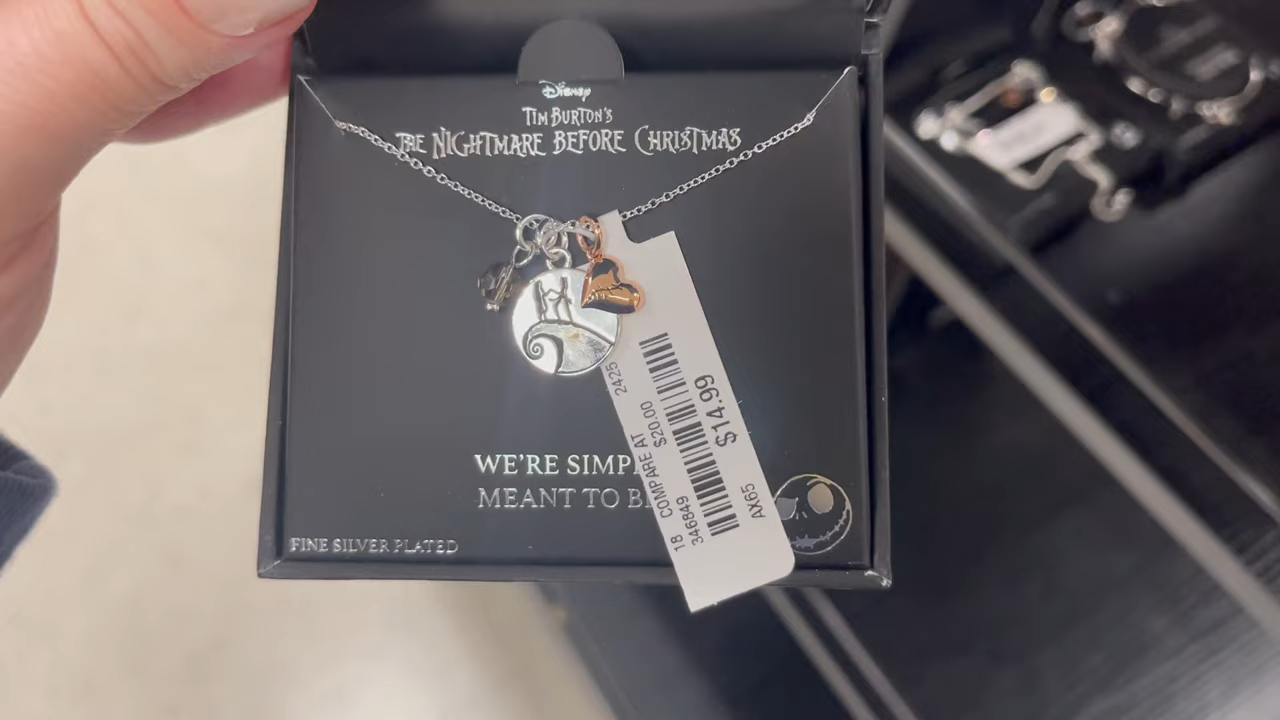 Disney
TIM BURTON'S
THE NIGHTMARE BEFORE CHRISTMAS
WE'RE SIMP
MEANT TO B
FINE SILVER PLATED
2425
18 COMPARE AT
$20.00
346849
$14.99
AX65